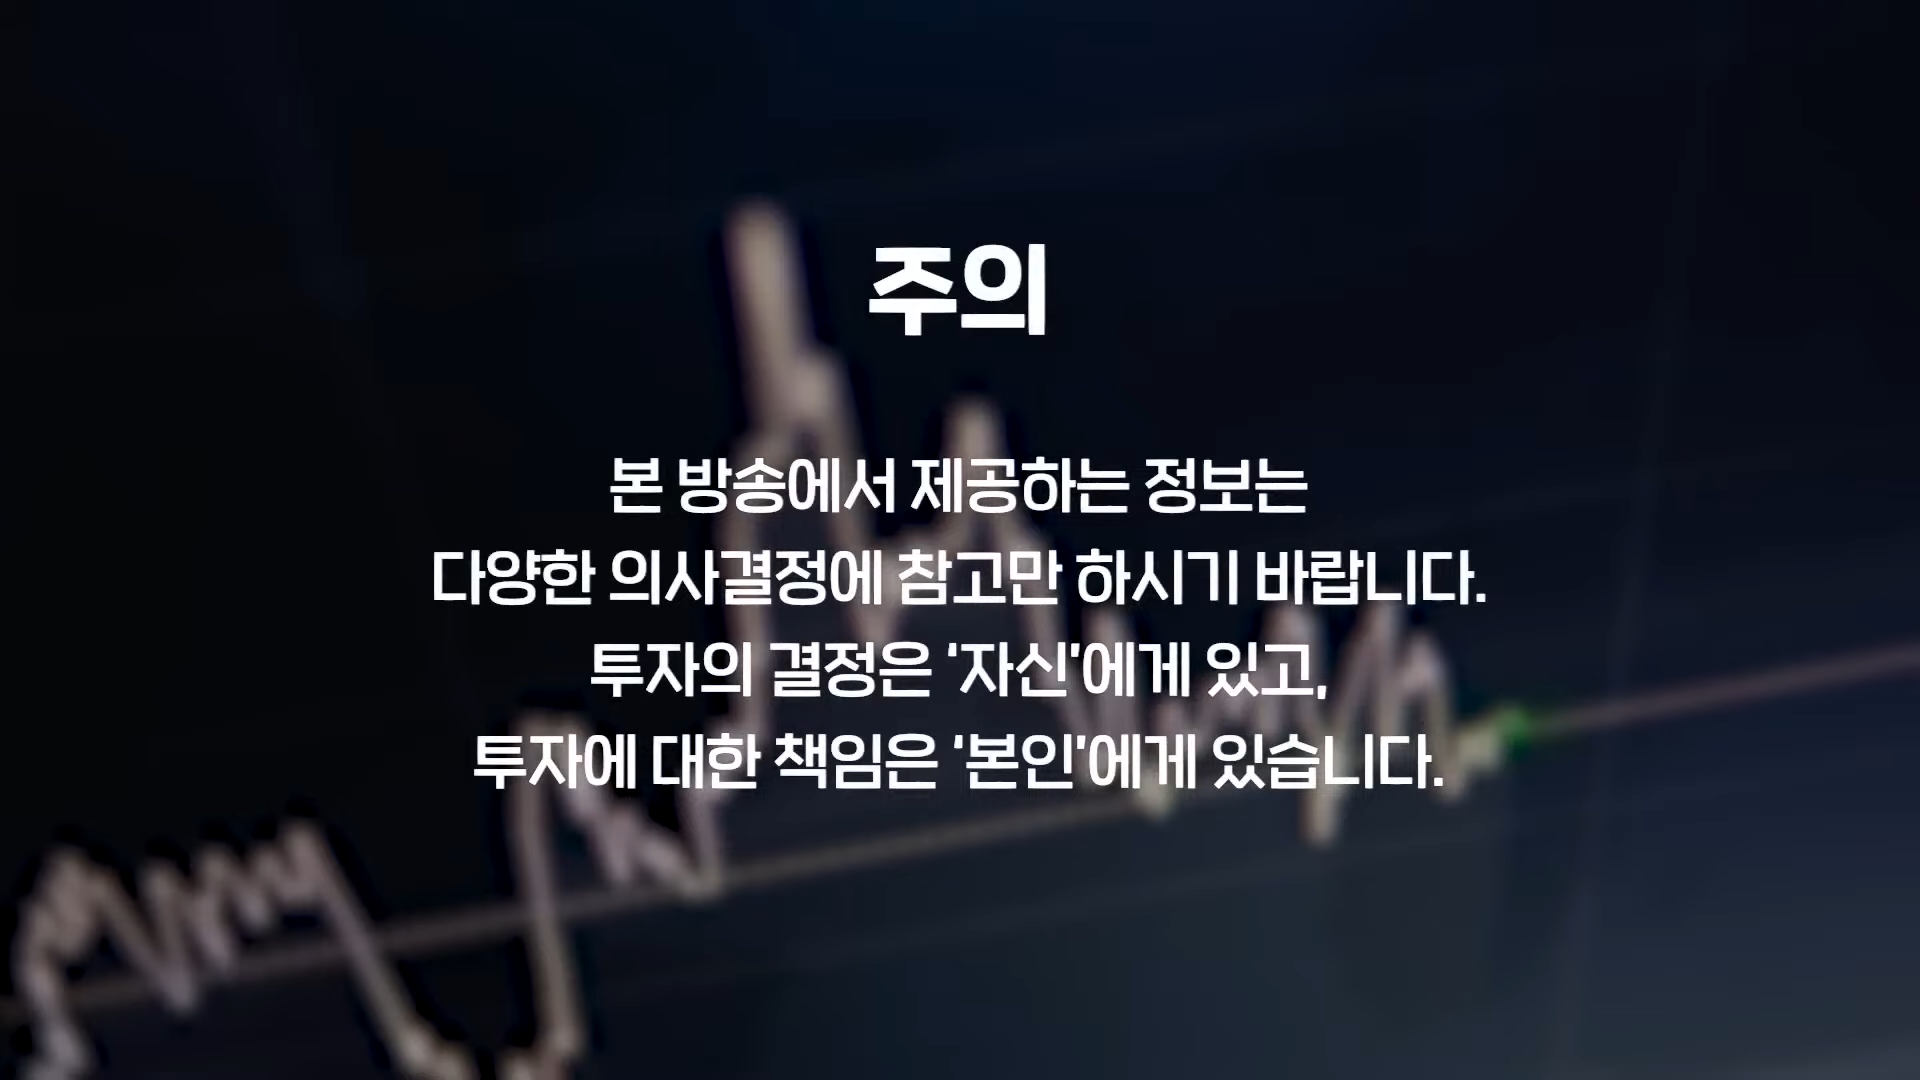 주의
본 방송에서 제공하는 정보는
다양한 의사결정에 참고만 하시기 바랍니다.
투자의 결정은 ‘자신’에게 있고,
투자에 대한 책임은 ‘본인’에게 있습니다.